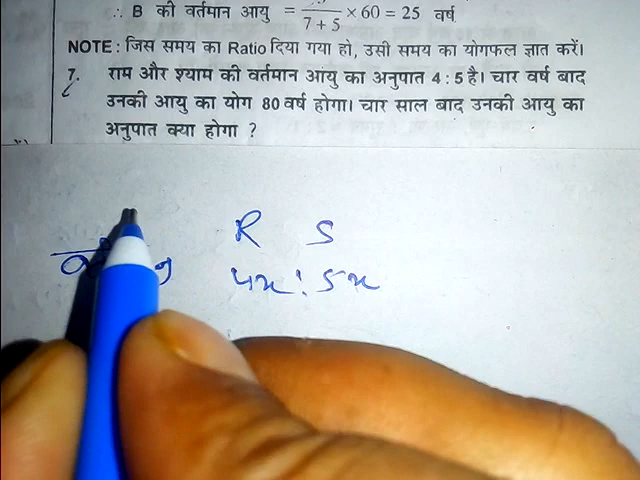 ∴ B की वर्तमान आयु = 5/(7 + 5) × 60 = 25 वर्ष
NOTE : जिस समय का Ratio दिया गया हो, उसी समय का योगफल ज्ञात करें।
7. राम और श्याम की वर्तमान आयु का अनुपात 4 : 5 है। चार वर्ष बाद
उनकी आयु का योग 80 वर्ष होगा। चार साल बाद उनकी आयु का
अनुपात क्या होगा ?
R S
4x : 5x